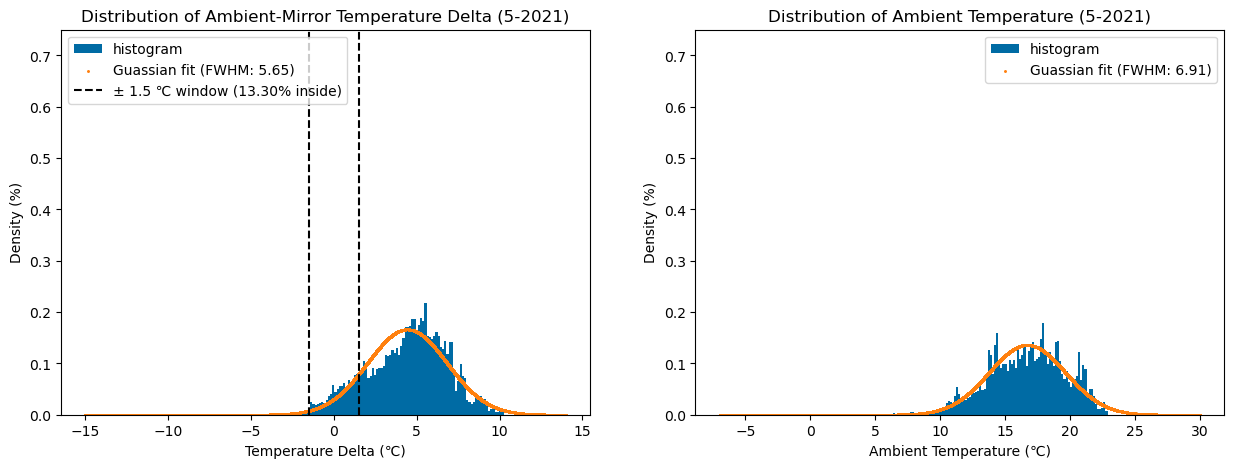 Distribution of Ambient-Mirror Temperature Delta (5-2021)
histogram
Guassian fit (FWHM: 5.65)
± 1.5 ℃ window (13.30% inside)
Density (%)
0.7
0.6
0.5
0.4
0.3
0.2
0.1
0.0
−15 −10 −5 0 5 10 15
Temperature Delta (℃)
Distribution of Ambient Temperature (5-2021)
histogram
Guassian fit (FWHM: 6.91)
Density (%)
0.7
0.6
0.5
0.4
0.3
0.2
0.1
0.0
−5 0 5 10 15 20 25 30
Ambient Temperature (℃)